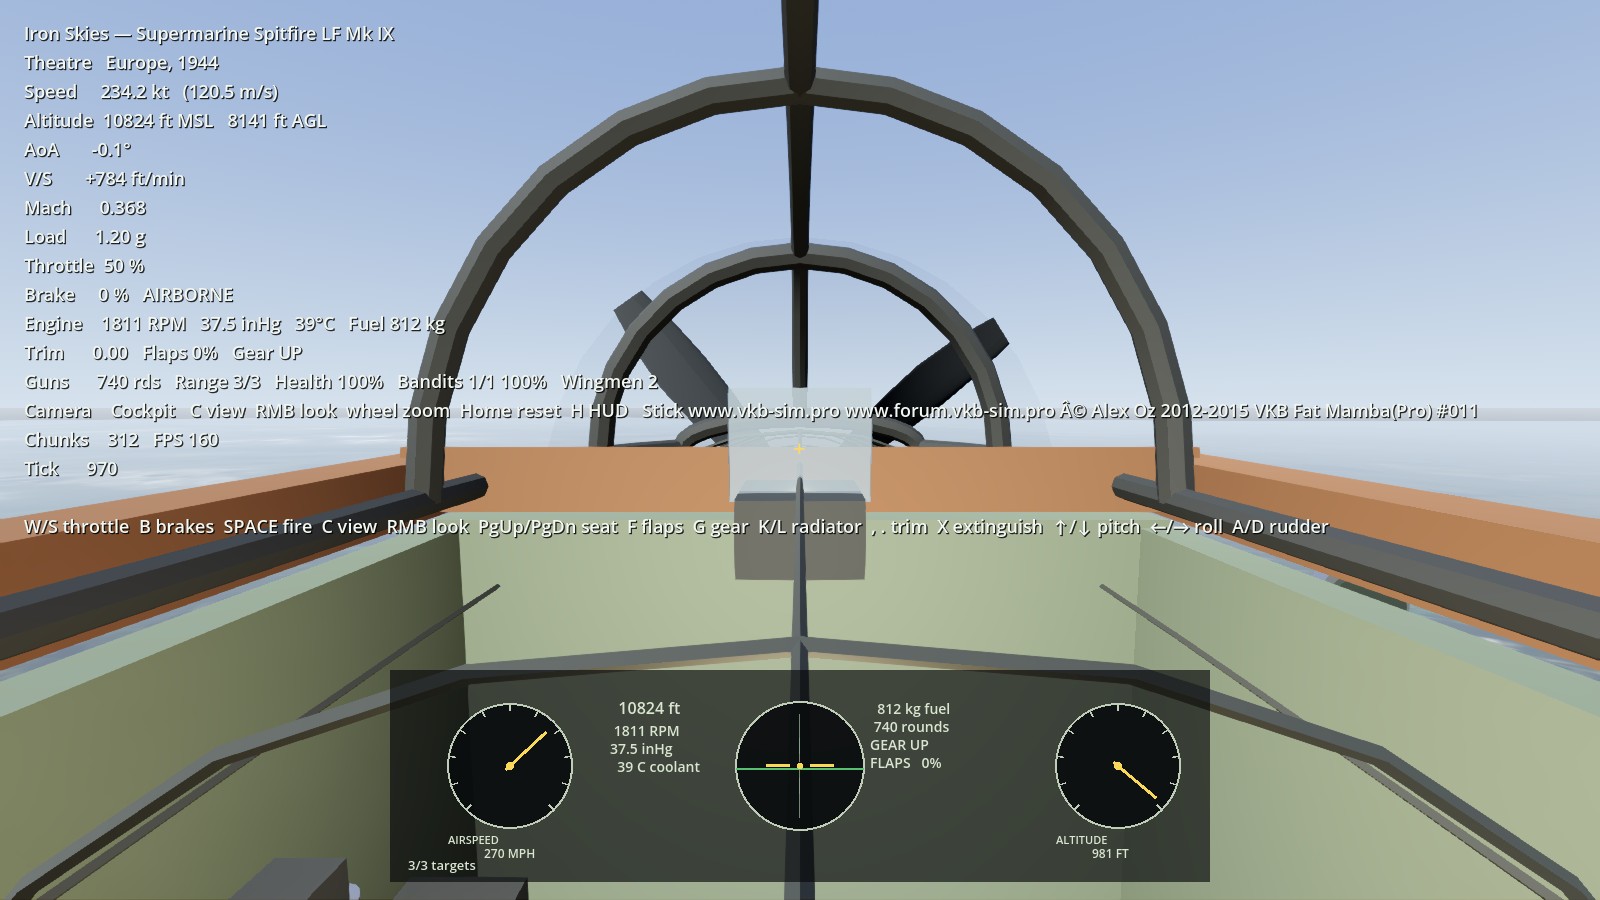 Iron Skies — Supermarine Spitfire LF Mk IX
Theatre Europe, 1944
Speed 234.2 kt (120.5 m/s)
Altitude 10824 ft MSL 8141 ft AGL
AoA -0.1°
V/S +784 ft/min
Mach 0.368
Load 1.20 g
Throttle 50 %
Brake 0 % AIRBORNE
Engine 1811 RPM 37.5 inHg 39°C Fuel 812 kg
Trim 0.00 Flaps 0% Gear UP
Guns 740 rds Range 3/3 Health 100% Bandits 1/1 100% Wingmen 2
Camera Cockpit C view RMB look wheel zoom Home reset H HUD Stick www.vkb-sim.pro www.forum.vkb-sim.pro Â© Alex Oz 2012-2015 VKB Fat Mamba(Pro) #011
Chunks 312 FPS 160
Tick 970
W/S throttle B brakes SPACE fire C view RMB look PgUp/PgDn seat F flaps G gear K/L radiator , . trim X extinguish ↑/↓ pitch ←/→ roll A/D rudder
10824 ft
1811 RPM
37.5 inHg
39 C coolant
812 kg fuel
740 rounds
GEAR UP
FLAPS 0%
AIRSPEED
270 MPH
3/3 targets
ALTITUDE
981 FT